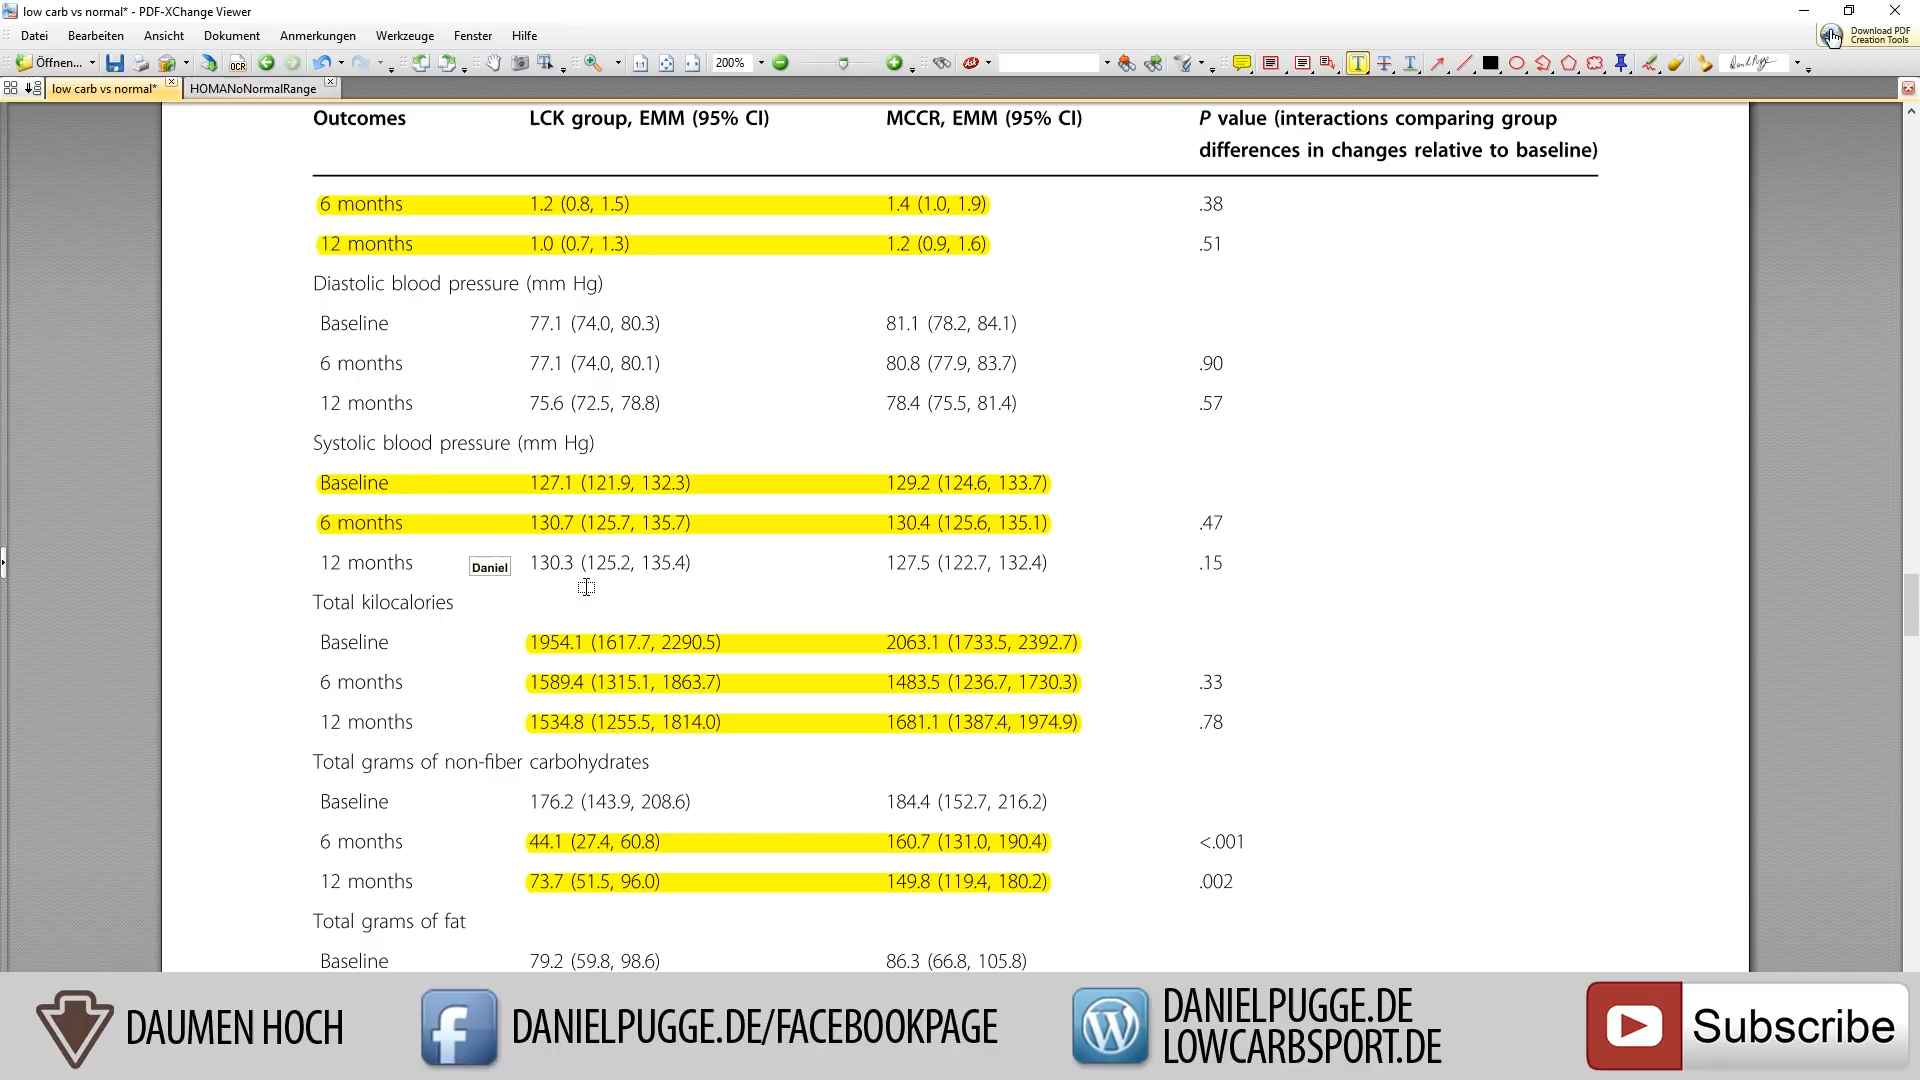 low carb vs normal* - PDF-XChange Viewer
Datei Bearbeiten Ansicht Dokument Anmerkungen Werkzeuge Fenster Hilfe
Download PDF
Creation Tools
Öffnen... OCR 200%
low carb vs normal* HOMANoNormalRange
Outcomes LCK group, EMM (95% CI) MCCR, EMM (95% CI) P value (interactions comparing group
differences in changes relative to baseline)
6 months 1.2 (0.8, 1.5) 1.4 (1.0, 1.9) .38
12 months 1.0 (0.7, 1.3) 1.2 (0.9, 1.6) .51
Diastolic blood pressure (mm Hg)
Baseline 77.1 (74.0, 80.3) 81.1 (78.2, 84.1)
6 months 77.1 (74.0, 80.1) 80.8 (77.9, 83.7) .90
12 months 75.6 (72.5, 78.8) 78.4 (75.5, 81.4) .57
Systolic blood pressure (mm Hg)
Baseline 127.1 (121.9, 132.3) 129.2 (124.6, 133.7)
6 months 130.7 (125.7, 135.7) 130.4 (125.6, 135.1) .47
12 months Daniel 130.3 (125.2, 135.4) 127.5 (122.7, 132.4) .15
Total kilocalories
Baseline 1954.1 (1617.7, 2290.5) 2063.1 (1733.5, 2392.7)
6 months 1589.4 (1315.1, 1863.7) 1483.5 (1236.7, 1730.3) .33
12 months 1534.8 (1255.5, 1814.0) 1681.1 (1387.4, 1974.9) .78
Total grams of non-fiber carbohydrates
Baseline 176.2 (143.9, 208.6) 184.4 (152.7, 216.2)
6 months 44.1 (27.4, 60.8) 160.7 (131.0, 190.4) <.001
12 months 73.7 (51.5, 96.0) 149.8 (119.4, 180.2) .002
Total grams of fat
Baseline 79.2 (59.8, 98.6) 86.3 (66.8, 105.8)
DAUMEN HOCH
DANIELPUGGE.DE/FACEBOOKPAGE
DANIELPUGGE.DE
LOWCARBSPORT.DE
Subscribe